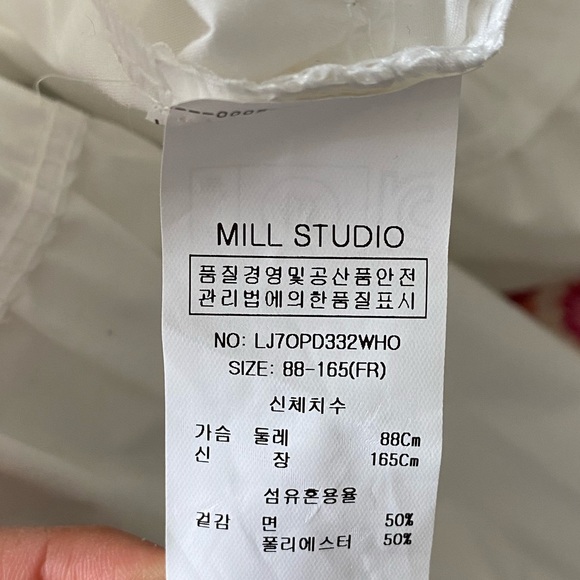 MILL STUDIO
품질경영및공산품안전
관리법에의한품질표시
NO: LJ7OPD332WHO
SIZE: 88-165(FR)
신체치수
가슴 둘레 88Cm
신 장 165Cm
섬유혼용율
겉감 면 50%
폴리에스터 50%